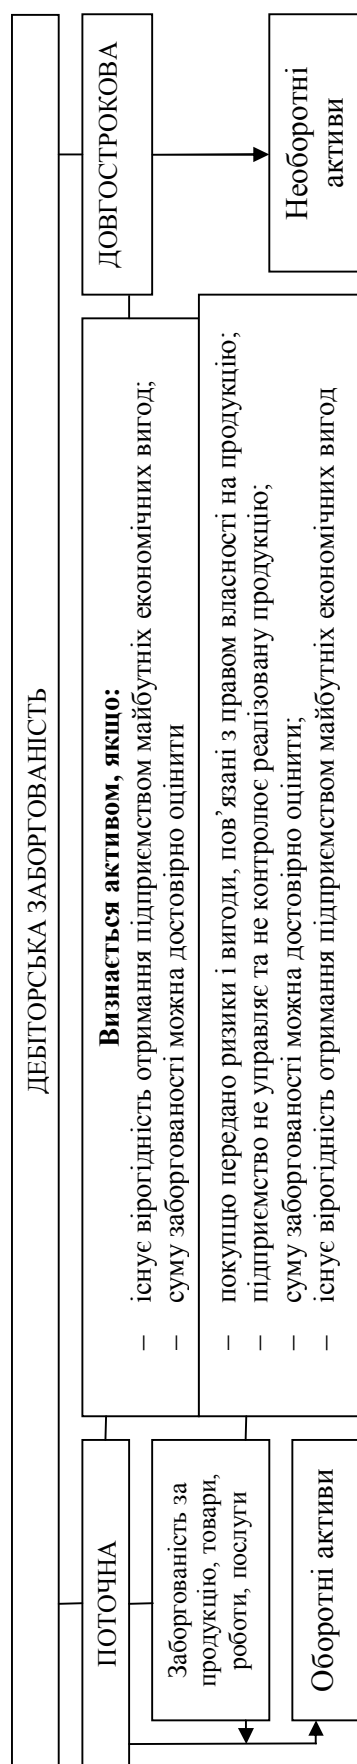 ДЕБІТОРСЬКА ЗАБОРГОВАНІСТЬ
ПОТОЧНА
Визнається активом, якщо:
– існує вірогідність отримання підприємством майбутніх економічних вигод;
– суму заборгованості можна достовірно оцінити
ДОВГОСТРОКОВА
Заборгованість за
продукцію, товари,
роботи, послуги
– покупцю передано ризики і вигоди, пов’язані з правом власності на продукцію;
– підприємство не управляє та не контролює реалізовану продукцію;
– суму заборгованості можна достовірно оцінити;
– існує вірогідність отримання підприємством майбутніх економічних вигод
Оборотні активи
Необоротні
активи